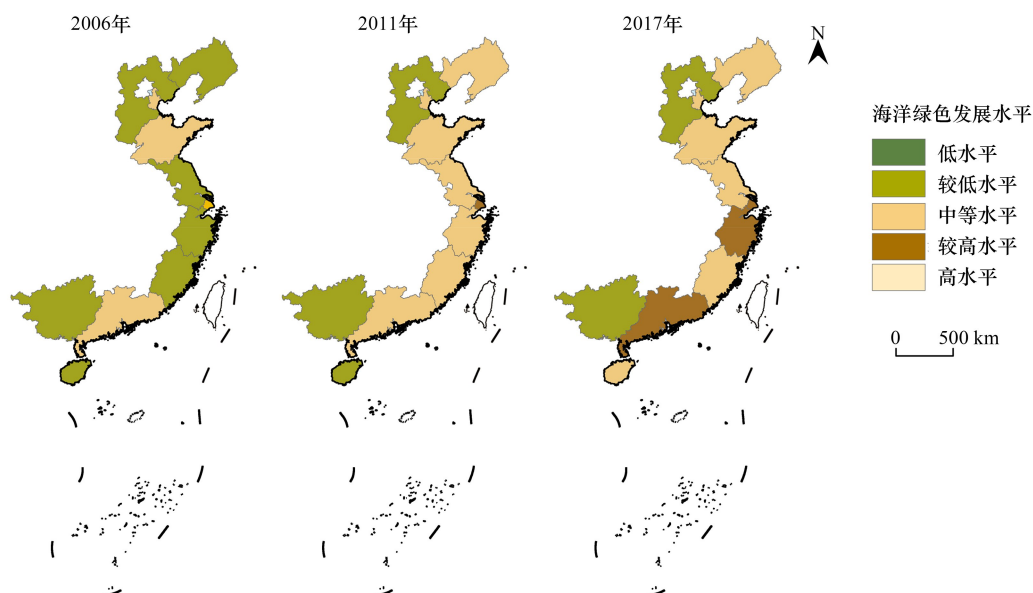 2006年
2011年
2017年
N
海洋绿色发展水平
低水平
较低水平
中等水平
较高水平
高水平
0 500 km